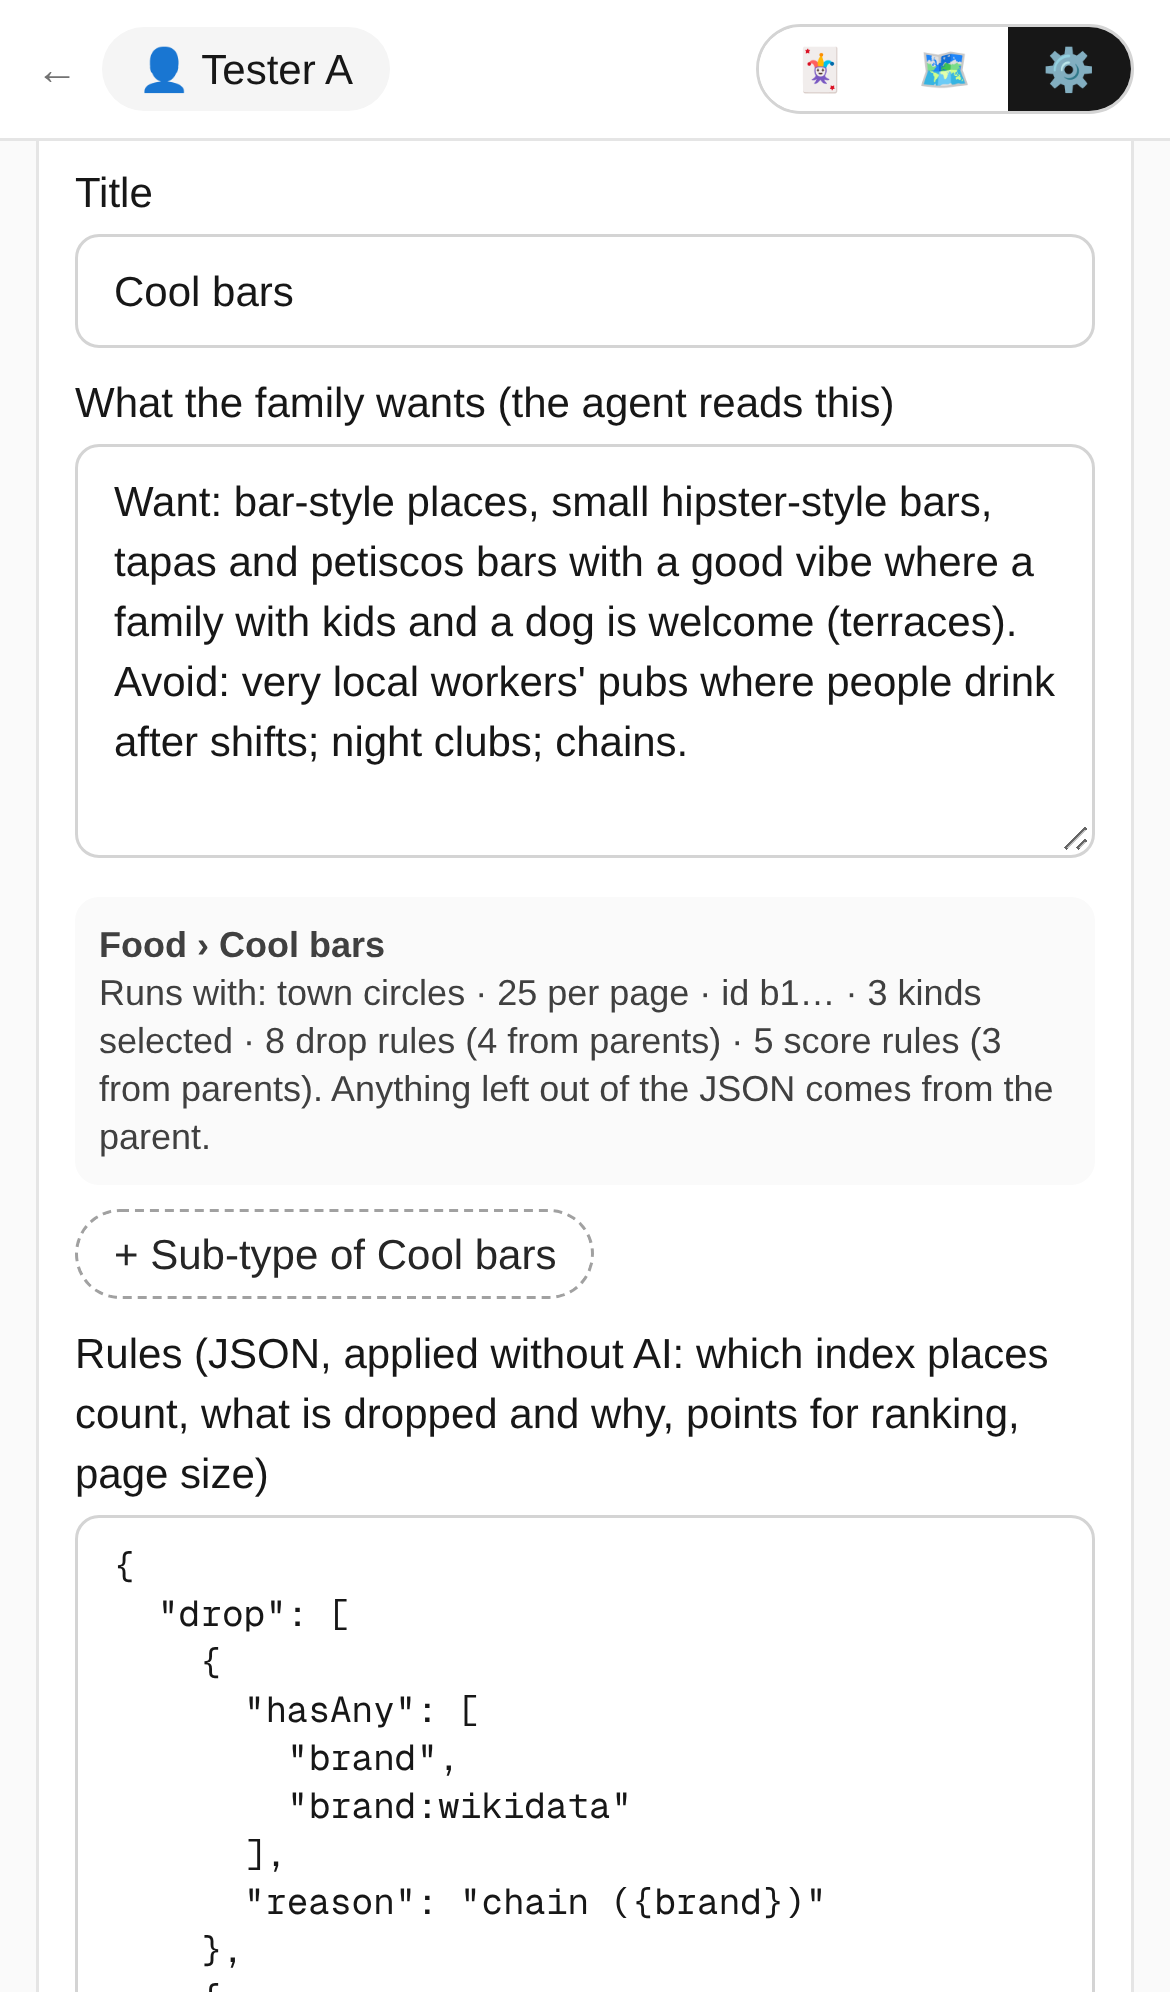 ← 👤 Tester A 🃏 🗺️ ⚙️
Title
Cool bars
What the family wants (the agent reads this)
Want: bar-style places, small hipster-style bars,
tapas and petiscos bars with a good vibe where a
family with kids and a dog is welcome (terraces).
Avoid: very local workers' pubs where people drink
after shifts; night clubs; chains.
Food › Cool bars
Runs with: town circles · 25 per page · id b1… · 3 kinds
selected · 8 drop rules (4 from parents) · 5 score rules (3
from parents). Anything left out of the JSON comes from the
parent.
+ Sub-type of Cool bars
Rules (JSON, applied without AI: which index places
count, what is dropped and why, points for ranking,
page size)
{
  "drop": [
    {
      "hasAny": [
        "brand",
        "brand:wikidata"
      ],
      "reason": "chain ({brand})"
    },
    {